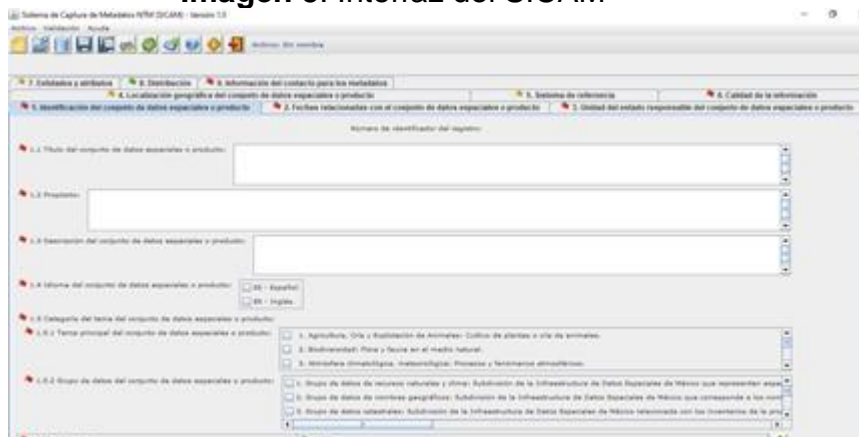 Imagen 3. Interfaz del SICAM
Sistema de Captura de Metadatos NTM (SICAM) - Versión 1.0
Archivo Validación Ayuda
Archivo: Sin nombre
7. Entidades y atributos 8. Distribución 9. Información del contacto para los metadatos
4. Localización geográfica del conjunto de datos espaciales o producto 5. Sistema de referencia 6. Calidad de la información
1. Identificación del conjunto de datos espaciales o producto 2. Fechas relacionadas con el conjunto de datos espaciales o producto 3. Unidad del estado responsable del conjunto de datos espaciales o producto
Número de identificador del registro:
1.1 Título del conjunto de datos espaciales o producto:
1.2 Propósito:
1.3 Descripción del conjunto de datos espaciales o producto:
1.4 Idioma del conjunto de datos espaciales o producto:
ES - Español
EN - Inglés
1.5 Categoría del tema del conjunto de datos espaciales o producto:
1.5.1 Tema principal del conjunto de datos espaciales o producto:
1. Agricultura, Cría y Explotación de Animales: Cultivo de plantas o cría de animales.
2. Biodiversidad: Flora y fauna en el medio natural.
3. Atmósfera climatológica, meteorológica: Procesos y fenómenos atmosféricos.
1.5.2 Grupo de datos del conjunto de datos espaciales o producto:
1. Grupo de datos de recursos naturales y clima: Subdivisión de la Infraestructura de Datos Espaciales de México que representan
2. Grupo de datos de nombres geográficos: Subdivisión de la Infraestructura de Datos Espaciales de México que corresponde a los
3. Grupo de datos catastrales: Subdivisión de la Infraestructura de Datos Espaciales de México relacionada con los inventarios de la